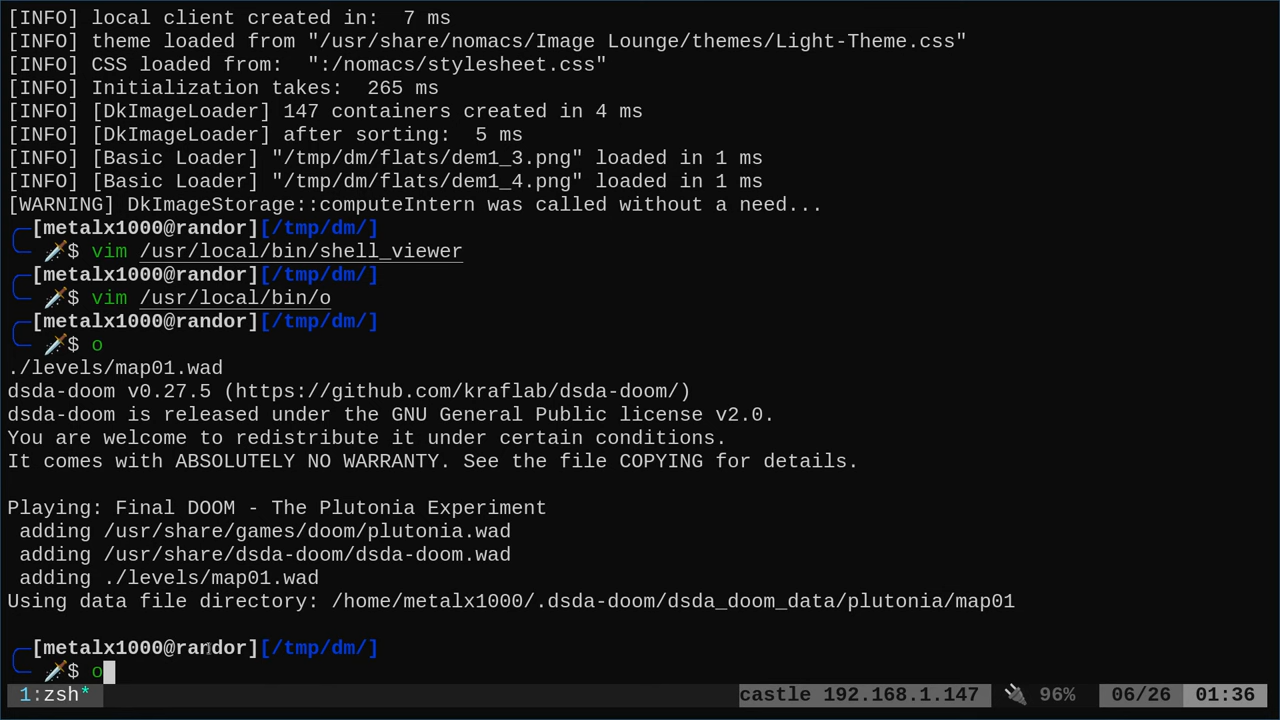 [INFO] local client created in:  7 ms
[INFO] theme loaded from "/usr/share/nomacs/Image Lounge/themes/Light-Theme.css"
[INFO] CSS loaded from:  ":/nomacs/stylesheet.css"
[INFO] Initialization takes:  265 ms
[INFO] [DkImageLoader] 147 containers created in 4 ms
[INFO] [DkImageLoader] after sorting:  5 ms
[INFO] [Basic Loader] "/tmp/dm/flats/dem1_3.png" loaded in 1 ms
[INFO] [Basic Loader] "/tmp/dm/flats/dem1_4.png" loaded in 1 ms
[WARNING] DkImageStorage::computeIntern was called without a need...
╭─[metalx1000@randor][/tmp/dm/]
╰─ 🗡️$ vim /usr/local/bin/shell_viewer
╭─[metalx1000@randor][/tmp/dm/]
╰─ 🗡️$ vim /usr/local/bin/o
╭─[metalx1000@randor][/tmp/dm/]
╰─ 🗡️$ o
./levels/map01.wad
dsda-doom v0.27.5 (https://github.com/kraflab/dsda-doom/)
dsda-doom is released under the GNU General Public license v2.0.
You are welcome to redistribute it under certain conditions.
It comes with ABSOLUTELY NO WARRANTY. See the file COPYING for details.

Playing: Final DOOM - The Plutonia Experiment
 adding /usr/share/games/doom/plutonia.wad
 adding /usr/share/dsda-doom/dsda-doom.wad
 adding ./levels/map01.wad
Using data file directory: /home/metalx1000/.dsda-doom/dsda_doom_data/plutonia/map01

╭─[metalx1000@randor][/tmp/dm/]
╰─ 🗡️$ o
1:zsh* castle 192.168.1.147 🔌 96% 06/26 01:36